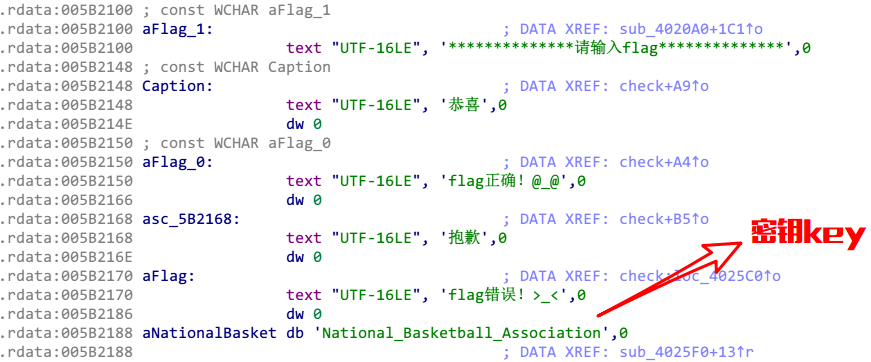 .rdata:005B2100 ; const WCHAR aFlag_1
.rdata:005B2100 aFlag_1: ; DATA XREF: sub_4020A0+1C1↑o
.rdata:005B2100 text "UTF-16LE", '**************请输入flag**************',0
.rdata:005B2148 ; const WCHAR Caption
.rdata:005B2148 Caption: ; DATA XREF: check+A9↑o
.rdata:005B2148 text "UTF-16LE", '恭喜',0
.rdata:005B214E dw 0
.rdata:005B2150 ; const WCHAR aFlag_0
.rdata:005B2150 aFlag_0: ; DATA XREF: check+A4↑o
.rdata:005B2150 text "UTF-16LE", 'flag正确！@_@',0
.rdata:005B2166 dw 0
.rdata:005B2168 asc_5B2168: ; DATA XREF: check+B5↑o
.rdata:005B2168 text "UTF-16LE", '抱歉',0
.rdata:005B216E dw 0
密钥key
.rdata:005B2170 aFlag: ; DATA XREF: check:loc_4025C0↑o
.rdata:005B2170 text "UTF-16LE", 'flag错误！>_<',0
.rdata:005B2186 dw 0
.rdata:005B2188 aNationalBasket db 'National_Basketball_Association',0
.rdata:005B2188 ; DATA XREF: sub_4025F0+13↑r